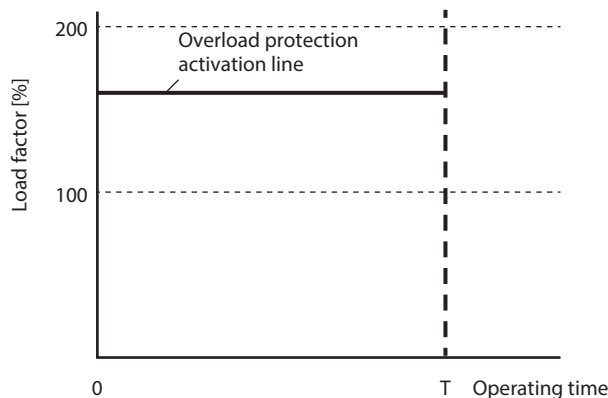 200
Overload protection
activation line
Load factor [%]
100
0
T
Operating time